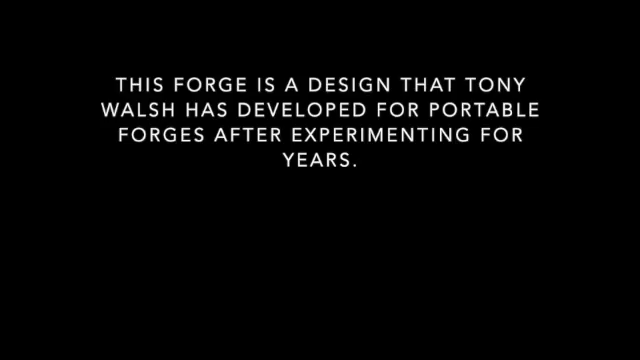 THIS FORGE IS A DESIGN THAT TONY
WALSH HAS DEVELOPED FOR PORTABLE
FORGES AFTER EXPERIMENTING FOR
YEARS.